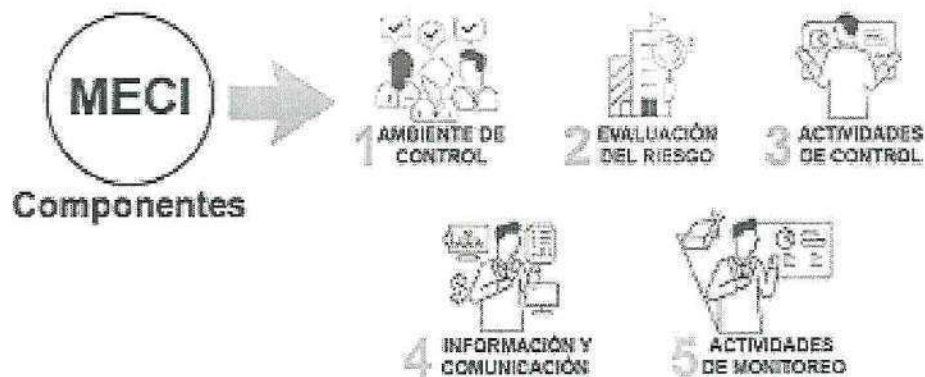 MECI
Componentes
1 AMBIENTE DE
CONTROL
2 EVALUACIÓN
DEL RIESGO
3 ACTIVIDADES
DE CONTROL
4 INFORMACIÓN Y
COMUNICACIÓN
5 ACTIVIDADES
DE MONITOREO